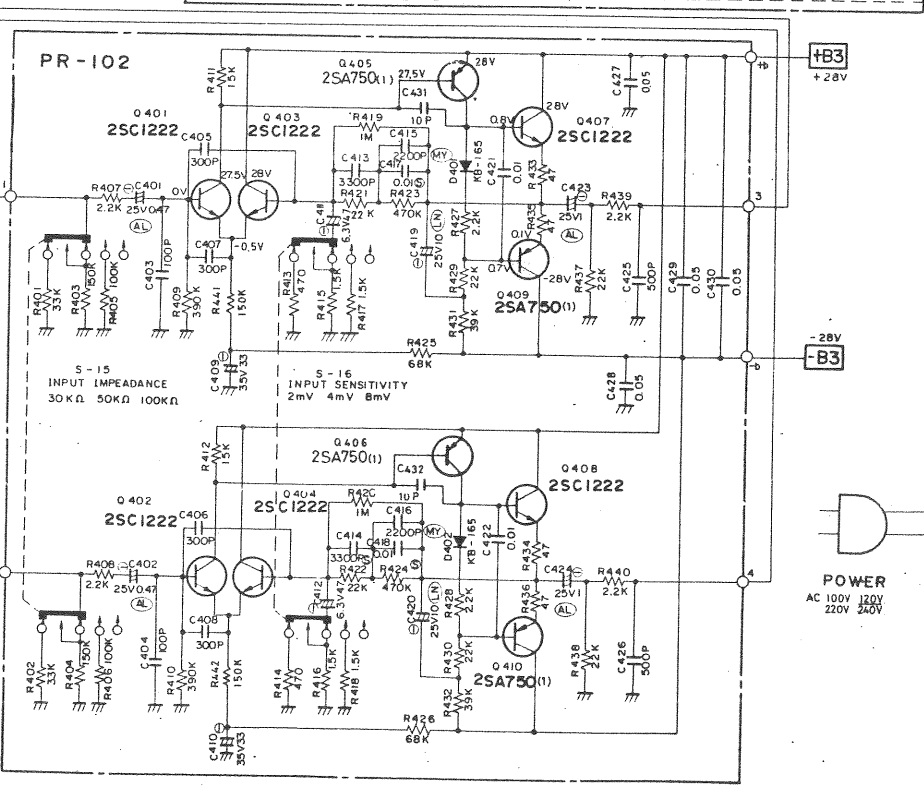 PR-102
R411
15K
Q405
2SA750(1)
27,5V
28V
C431
10P
C427
0.05
+b
+B3
+28V
Q401
2SC1222
Q403
2SC1222
C405
300P
R419
1M
C415
2200P
MY
C413
3300P
C417
0.01
S
0.8V
Q407
2SC1222
28V
D401
KB-165
C421
0.01
R433
47
1
R407
2.2K
C401
25V0.47
AL
0V
27.5V
28V
R421
22K
R423
470K
C423
25V1
AL
R439
2.2K
3
6.3V47
R427
2.2K
R435
47
C419
25V10
LN
C407
300P
-0,5V
0.1V
0.7V
-28V
Q409
2SA750(1)
C403
100P
R409
390K
R441
150K
R413
470
R415
1.5K
R417
1.5K
R429
22K
R431
39K
R437
22K
C425
500P
C429
0.05
C430
0.05
R401
33K
R403
150K
R405
100K
R425
68K
-28V
-B3
-b
C409
35V33
C428
0.05
S-15
INPUT IMPEADANCE
30KΩ 50KΩ 100KΩ
S-16
INPUT SENSITIVITY
2mV 4mV 8mV
R412
15K
Q406
2SA750(1)
C432
10P
Q408
2SC1222
Q402
2SC1222
Q404
2SC1222
C406
300P
R420
1M
C416
2200P
MY
C414
3300P
C418
0.01
S
D402
KB-165
C422
0.01
R434
47
R408
2.2K
C402
25V0.47
AL
R422
22K
R424
470K
C424
25V1
AL
R440
2.2K
4
C412
6.3V47
C420
25V10
LN
R428
2.2K
R436
47
C408
300P
C404
100P
R410
390K
R442
150K
R414
470
R416
1.5K
R418
1.5K
R430
22K
R432
39K
Q410
2SA750(1)
R438
22K
C426
500P
R402
33K
R404
150K
R406
100K
R426
68K
C410
35V33
POWER
AC 100V 120V
220V 240V